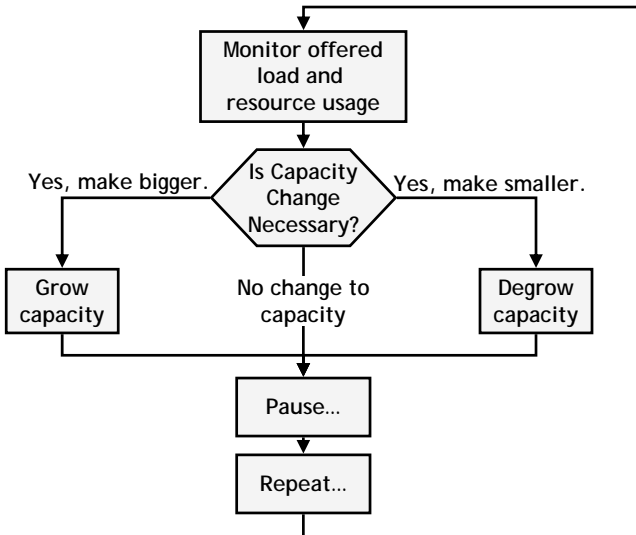 Monitor offered
load and
resource usage
Is Capacity
Change
Necessary?
Yes, make bigger.
Yes, make smaller.
Grow
capacity
No change to
capacity
Degrow
capacity
Pause...
Repeat...